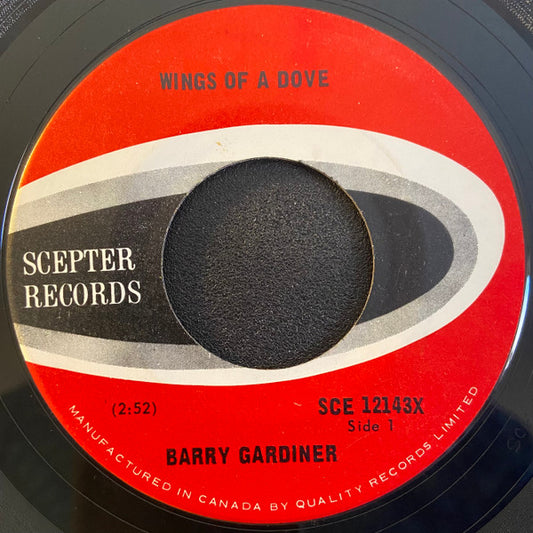 WINGS OF A DOVE
SCEPTER
RECORDS
(2:52)
SCE 12143X
Side 1
BARRY GARDINER
MANUFACTURED IN CANADA BY QUALITY RECORDS LIMITED